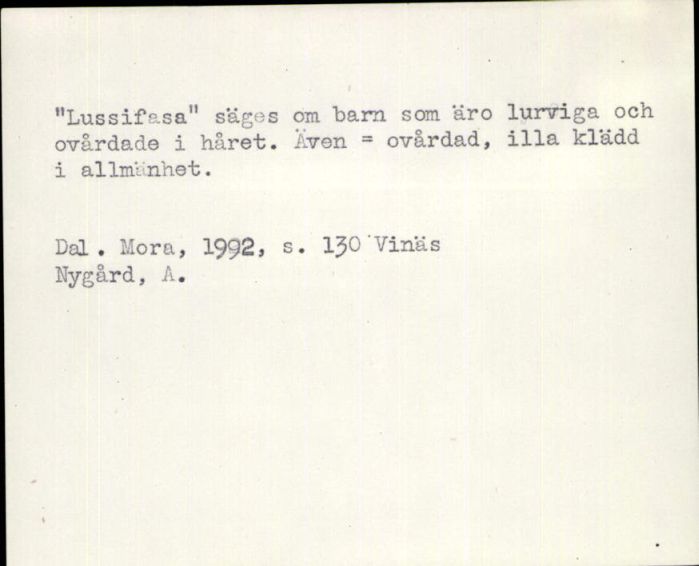 "Lussifasa" säges om barn som äro lurviga och
ovårdade i håret. Även = ovårdad, illa klädd
i allmänhet.
Dal. Mora, 1992, s. 130 Vinäs
Nygård, A.